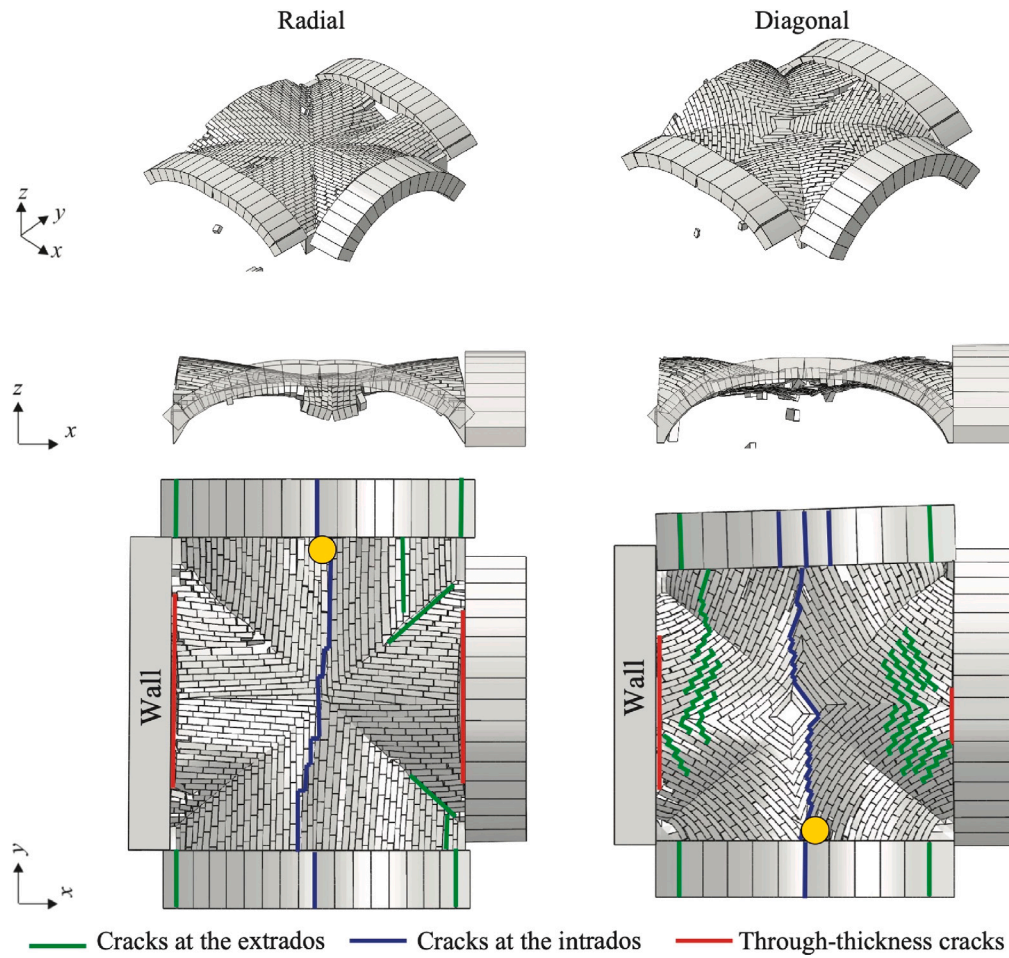 Radial
Diagonal
z
y
x
z
x
Wall
Wall
y
x
Cracks at the extrados
Cracks at the intrados
Through-thickness cracks